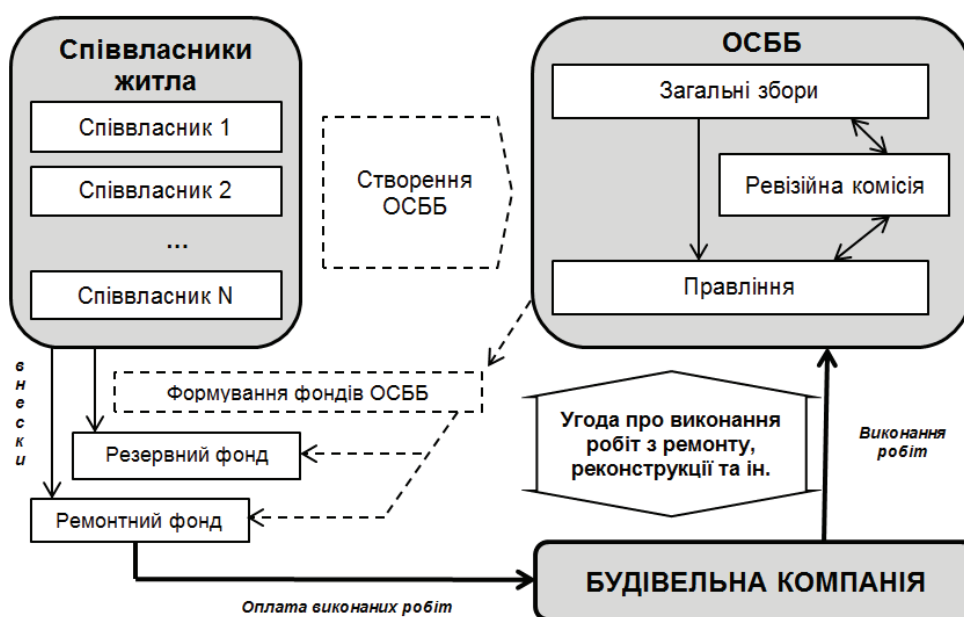 Співвласники
житла
Співвласник 1
Співвласник 2
...
Співвласник N
Створення
ОСББ
ОСББ
Загальні збори
Ревізійна комісія
Правління
внески
Формування фондів ОСББ
Резервний фонд
Ремонтний фонд
Угода про виконання
робіт з ремонту,
реконструкції та ін.
Виконання
робіт
Оплата виконаних робіт
БУДІВЕЛЬНА КОМПАНІЯ